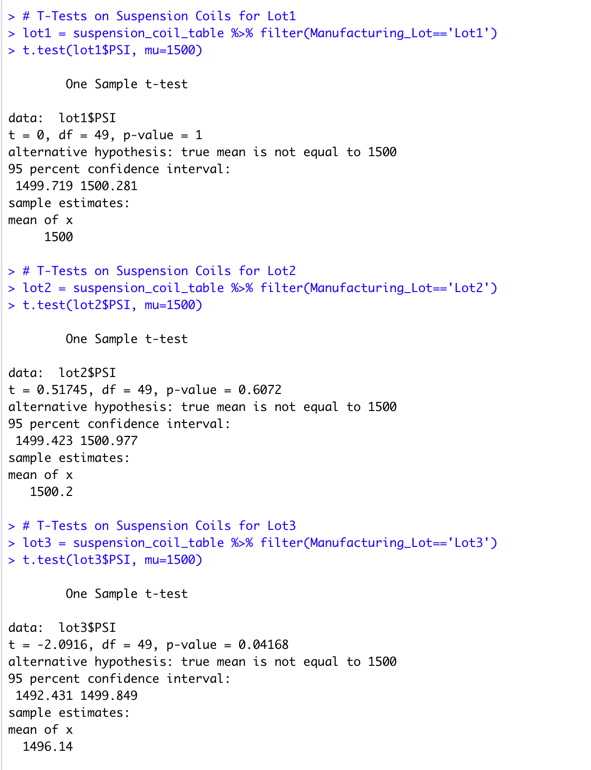 > # T-Tests on Suspension Coils for Lot1
> lot1 = suspension_coil_table %>% filter(Manufacturing_Lot=='Lot1')
> t.test(lot1$PSI, mu=1500)
One Sample t-test
data:  lot1$PSI
t = 0, df = 49, p-value = 1
alternative hypothesis: true mean is not equal to 1500
95 percent confidence interval:
1499.719 1500.281
sample estimates:
mean of x
1500
> # T-Tests on Suspension Coils for Lot2
> lot2 = suspension_coil_table %>% filter(Manufacturing_Lot=='Lot2')
> t.test(lot2$PSI, mu=1500)
One Sample t-test
data:  lot2$PSI
t = 0.51745, df = 49, p-value = 0.6072
alternative hypothesis: true mean is not equal to 1500
95 percent confidence interval:
1499.423 1500.977
sample estimates:
mean of x
1500.2
> # T-Tests on Suspension Coils for Lot3
> lot3 = suspension_coil_table %>% filter(Manufacturing_Lot=='Lot3')
> t.test(lot3$PSI, mu=1500)
One Sample t-test
data:  lot3$PSI
t = -2.0916, df = 49, p-value = 0.04168
alternative hypothesis: true mean is not equal to 1500
95 percent confidence interval:
1492.431 1499.849
sample estimates:
mean of x
1496.14